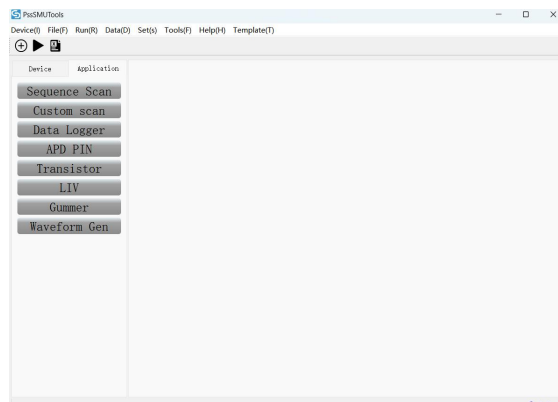 PssSMUTools
Device(I) File(F) Run(R) Data(D) Set(s) Tools(F) Help(H) Template(T)
Device Application
Sequence Scan
Custom scan
Data Logger
APD PIN
Transistor
LIV
Gummer
Waveform Gen